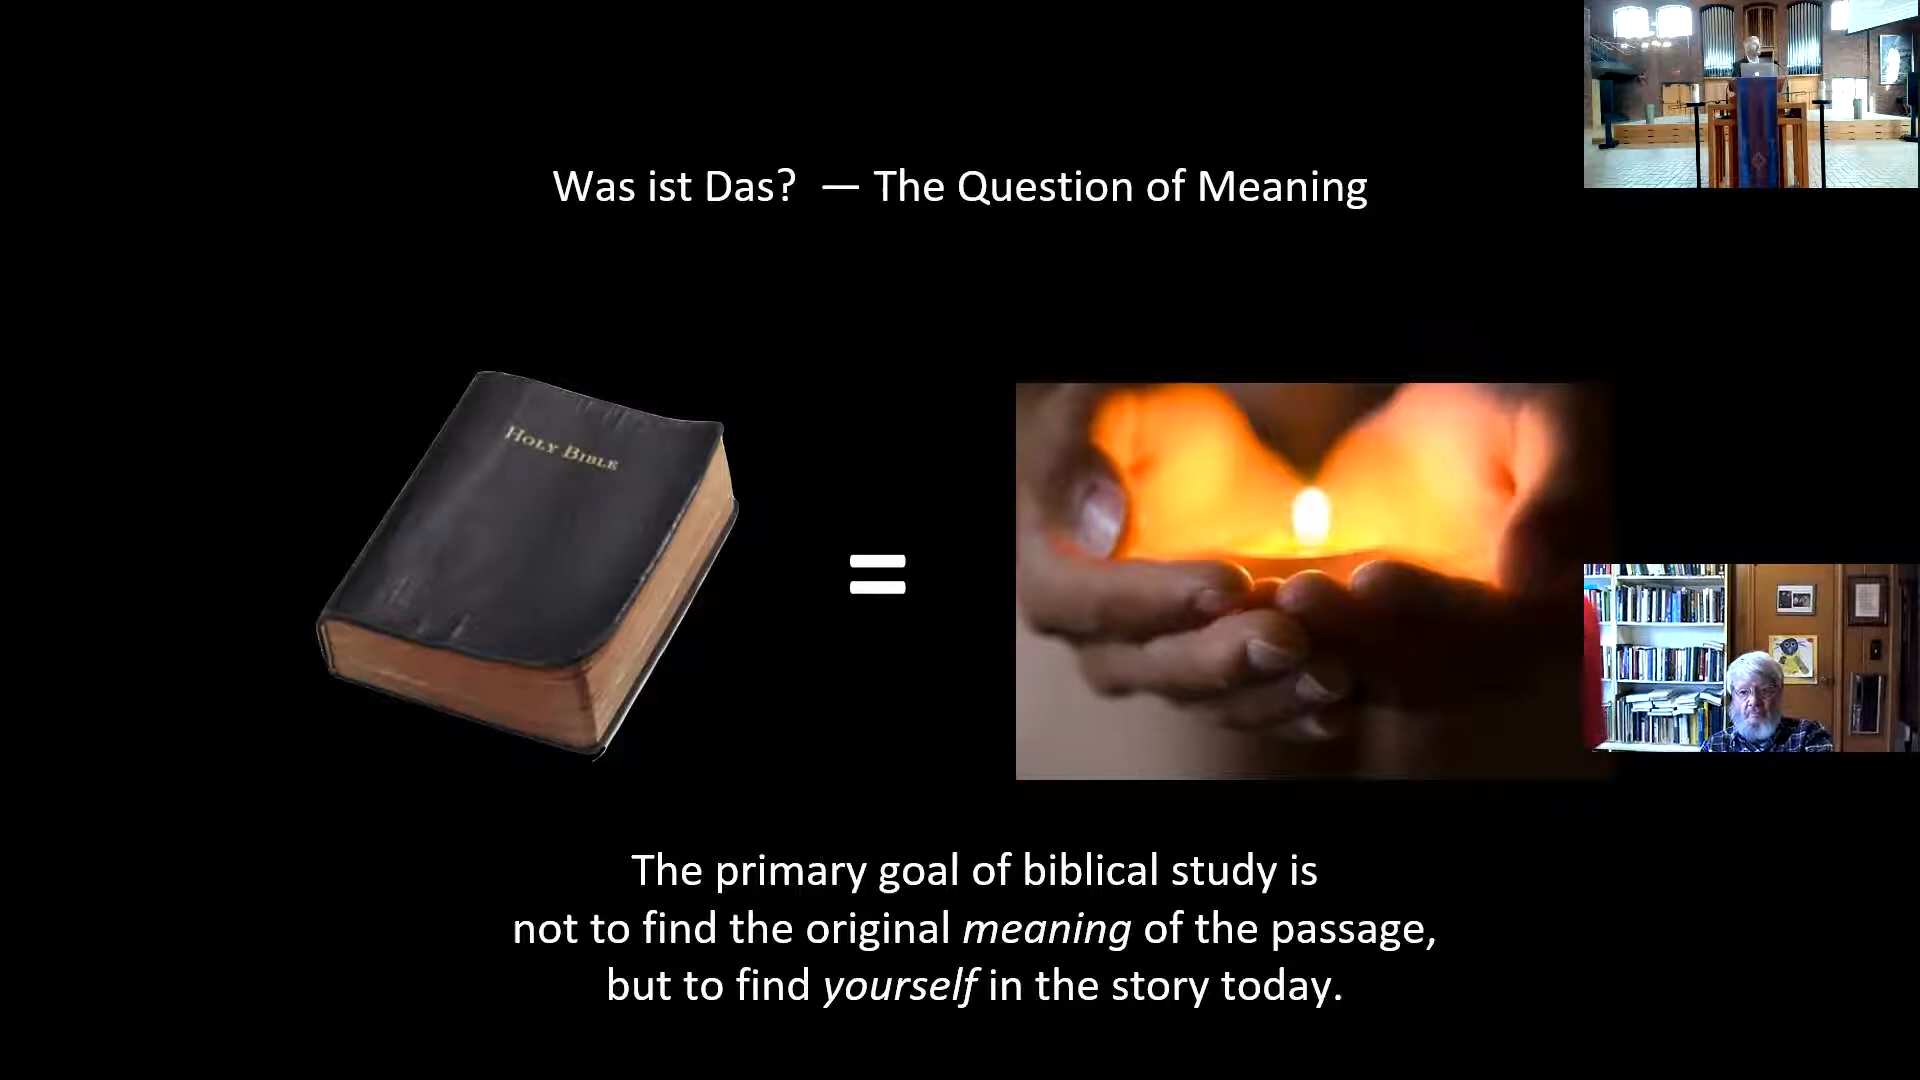 Was ist Das? — The Question of Meaning
HOLY BIBLE
=
The primary goal of biblical study is
not to find the original meaning of the passage,
but to find yourself in the story today.